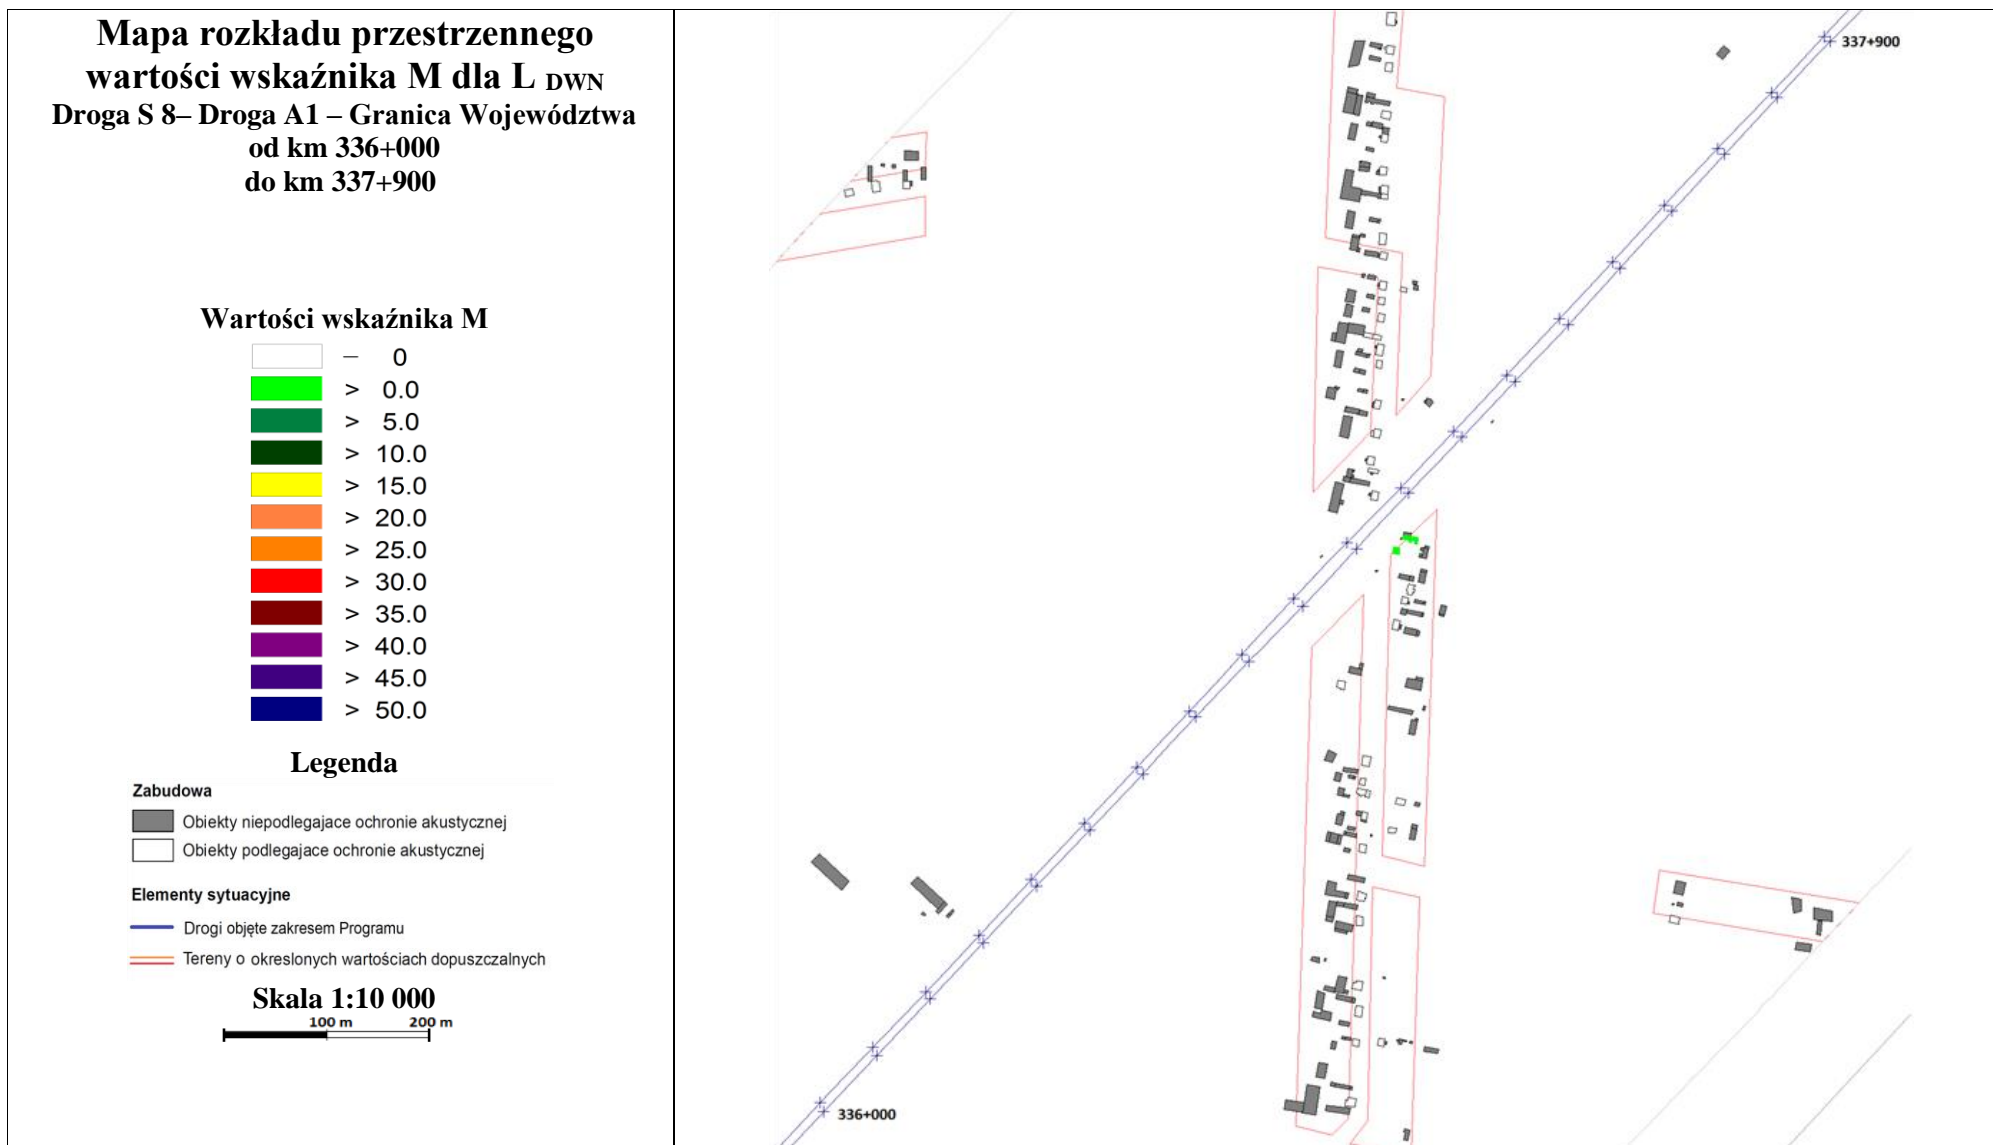 Mapa rozkładu przestrzennego
wartości wskaźnika M dla L DWN
Droga S 8– Droga A1 – Granica Województwa
od km 336+000
do km 337+900
Wartości wskaźnika M
– 0
> 0.0
> 5.0
> 10.0
> 15.0
> 20.0
> 25.0
> 30.0
> 35.0
> 40.0
> 45.0
> 50.0
Legenda
Zabudowa
Obiekty niepodlegajace ochronie akustycznej
Obiekty podlegajace ochronie akustycznej
Elementy sytuacyjne
Drogi objęte zakresem Programu
Tereny o okreslonych wartościach dopuszczalnych
Skala 1:10 000
100 m 200 m
337+900
336+000